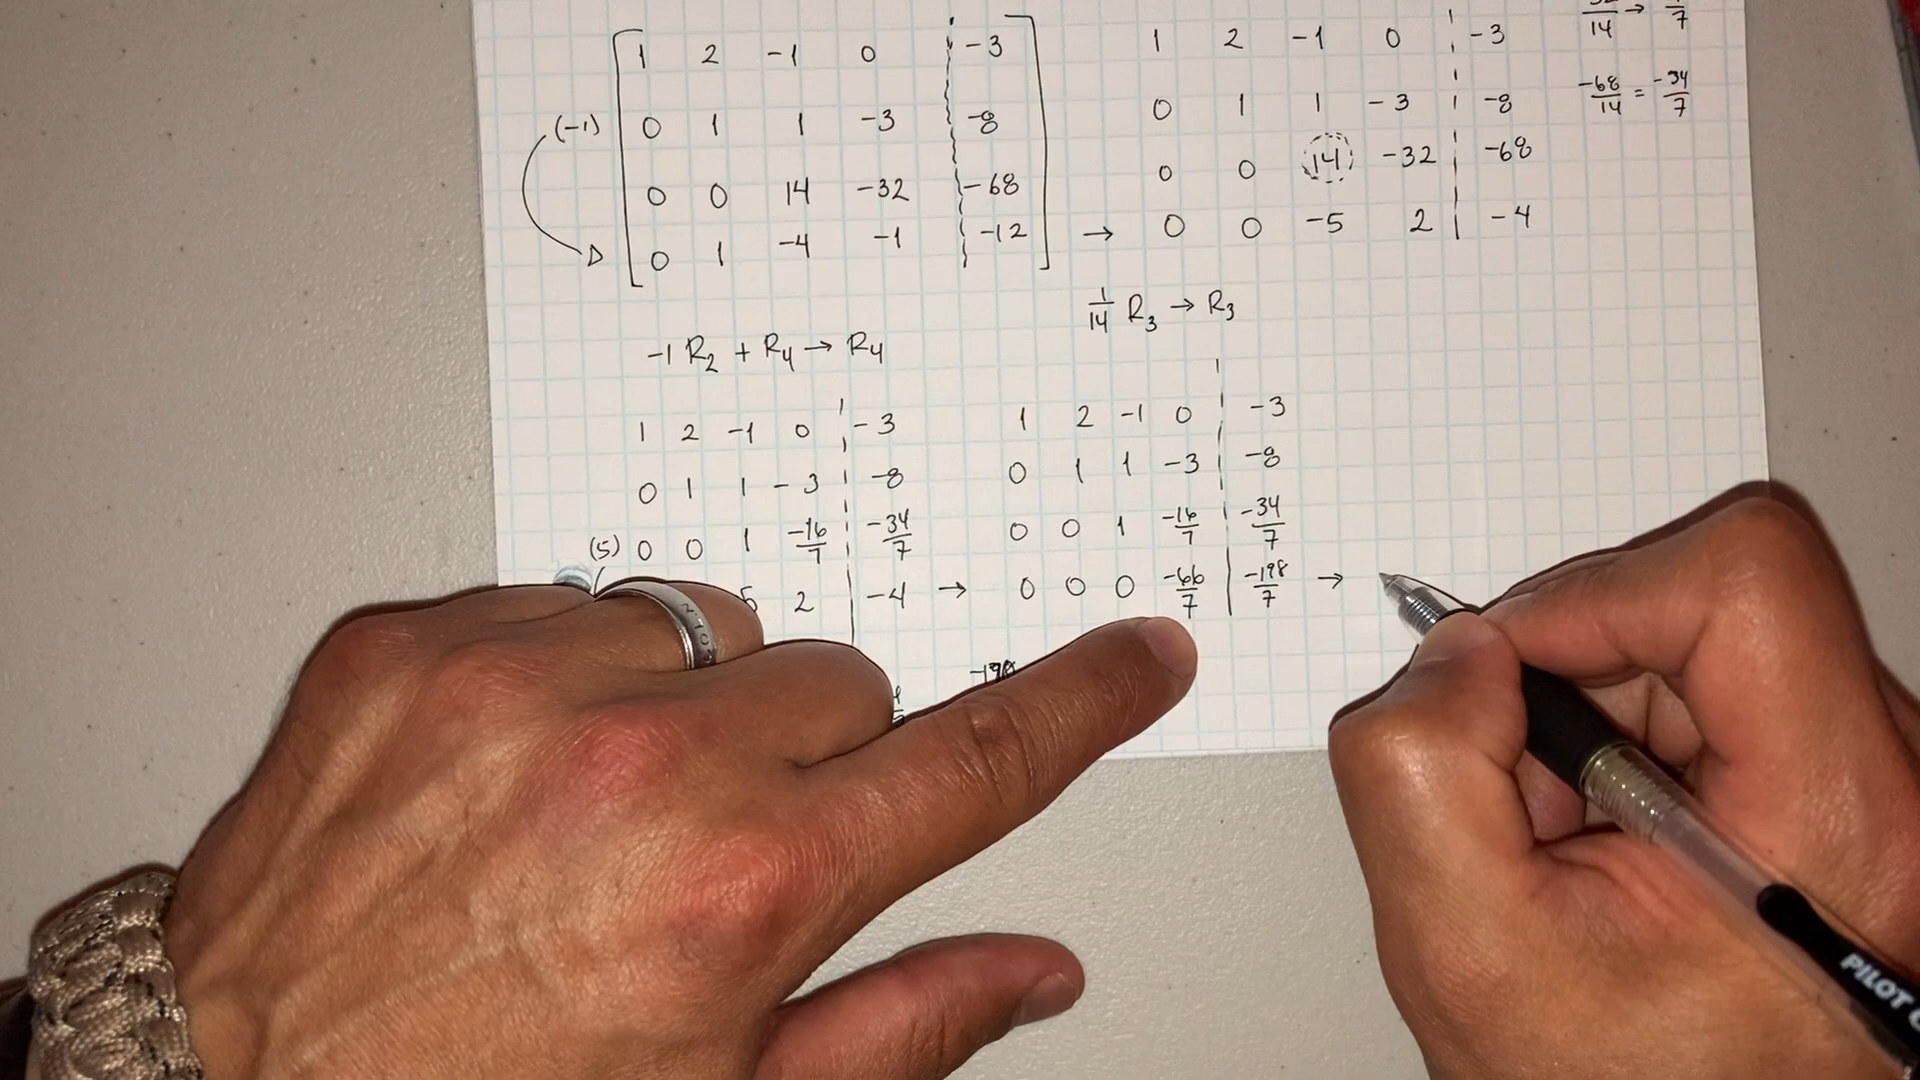 1 2 -1 0 -3
(-1) 0 1 1 -3 -8
0 0 14 -32 -68
0 1 -4 -1 -12
-1 R2 + R4 → R4
→
1 2 -1 0 -3
0 1 1 -3 -8
0 0 14 -32 -68
0 0 -5 2 -4
14 → 7
-68/14 = -34/7
1/14 R3 → R3
1 2 -1 0 -3
0 1 1 -3 -8
(5) 0 0 1 -16/7 -34/7
2 -4
→
1 2 -1 0 -3
0 1 1 -3 -8
0 0 1 -16/7 -34/7
0 0 0 -66/7 -198/7 →
PILOT